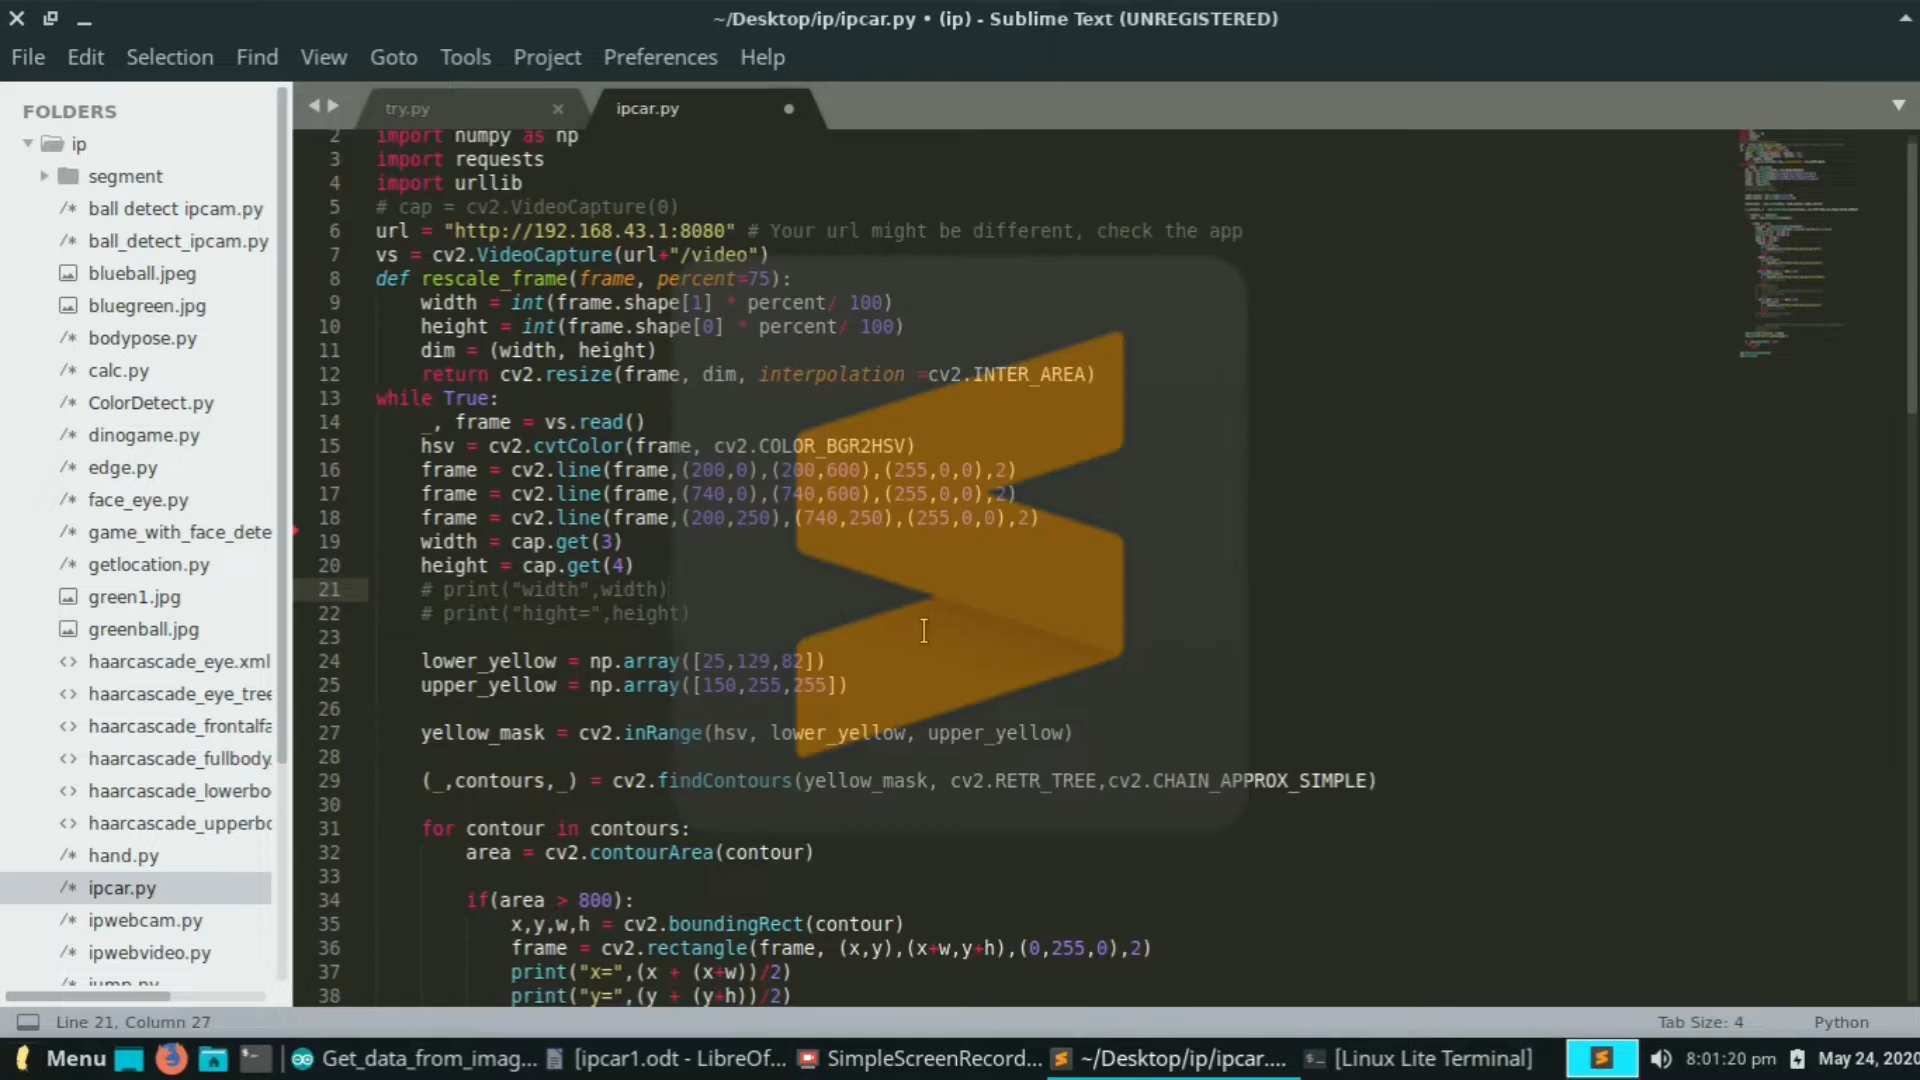 ~/Desktop/ip/ipcar.py • (ip) - Sublime Text (UNREGISTERED)
File Edit Selection Find View Goto Tools Project Preferences Help
FOLDERS
ip
segment
ball detect ipcam.py
ball_detect_ipcam.py
blueball.jpeg
bluegreen.jpg
bodypose.py
calc.py
ColorDetect.py
dinogame.py
edge.py
face_eye.py
game_with_face_dete
getlocation.py
green1.jpg
greenball.jpg
haarcascade_eye.xml
haarcascade_eye_tree
haarcascade_frontalfa
haarcascade_fullbody.
haarcascade_lowerbo
haarcascade_upperbo
hand.py
ipcar.py
ipwebcam.py
ipwebvideo.py
jump.py
try.py
ipcar.py
2 import numpy as np
3 import requests
4 import urllib
5 # cap = cv2.VideoCapture(0)
6 url = "http://192.168.43.1:8080" # Your url might be different, check the app
7 vs = cv2.VideoCapture(url+"/video")
8 def rescale_frame(frame, percent=75):
9 width = int(frame.shape[1] * percent/ 100)
10 height = int(frame.shape[0] * percent/ 100)
11 dim = (width, height)
12 return cv2.resize(frame, dim, interpolation =cv2.INTER_AREA)
13 while True:
14 _, frame = vs.read()
15 hsv = cv2.cvtColor(frame, cv2.COLOR_BGR2HSV)
16 frame = cv2.line(frame,(200,0),(200,600),(255,0,0),2)
17 frame = cv2.line(frame,(740,0),(740,600),(255,0,0),2)
18 frame = cv2.line(frame,(200,250),(740,250),(255,0,0),2)
19 width = cap.get(3)
20 height = cap.get(4)
21 # print("width",width)
22 # print("hight=",height)
23
24 lower_yellow = np.array([25,129,82])
25 upper_yellow = np.array([150,255,255])
26
27 yellow_mask = cv2.inRange(hsv, lower_yellow, upper_yellow)
28
29 (_,contours,_) = cv2.findContours(yellow_mask, cv2.RETR_TREE,cv2.CHAIN_APPROX_SIMPLE)
30
31 for contour in contours:
32 area = cv2.contourArea(contour)
33
34 if(area > 800):
35 x,y,w,h = cv2.boundingRect(contour)
36 frame = cv2.rectangle(frame, (x,y),(x+w,y+h),(0,255,0),2)
37 print("x=",(x + (x+w))/2)
38 print("y=",(y + (y+h))/2)
Line 21, Column 27
Tab Size: 4
Python
Menu
Get_data_from_imag...
[ipcar1.odt - LibreOf...
SimpleScreenRecord...
~/Desktop/ip/ipcar....
[Linux Lite Terminal]
8:01:20 pm
May 24, 2020